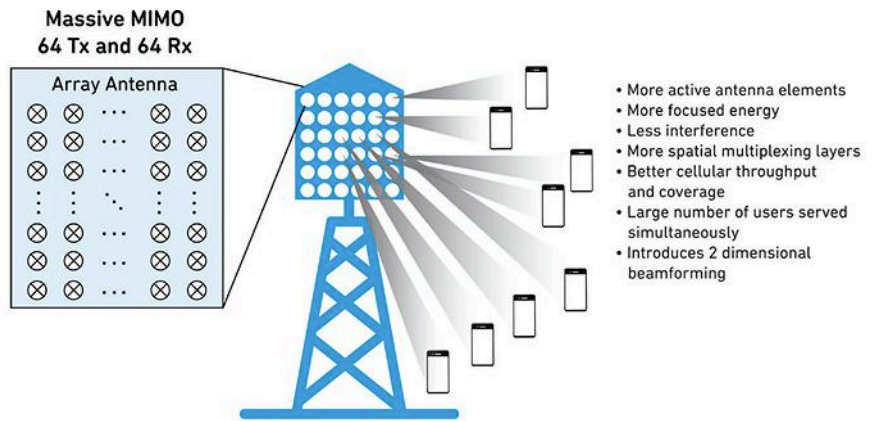 Massive MIMO
64 Tx and 64 Rx
Array Antenna
• More active antenna elements
• More focused energy
• Less interference
• More spatial multiplexing layers
• Better cellular throughput
and coverage
• Large number of users served
simultaneously
• Introduces 2 dimensional
beamforming